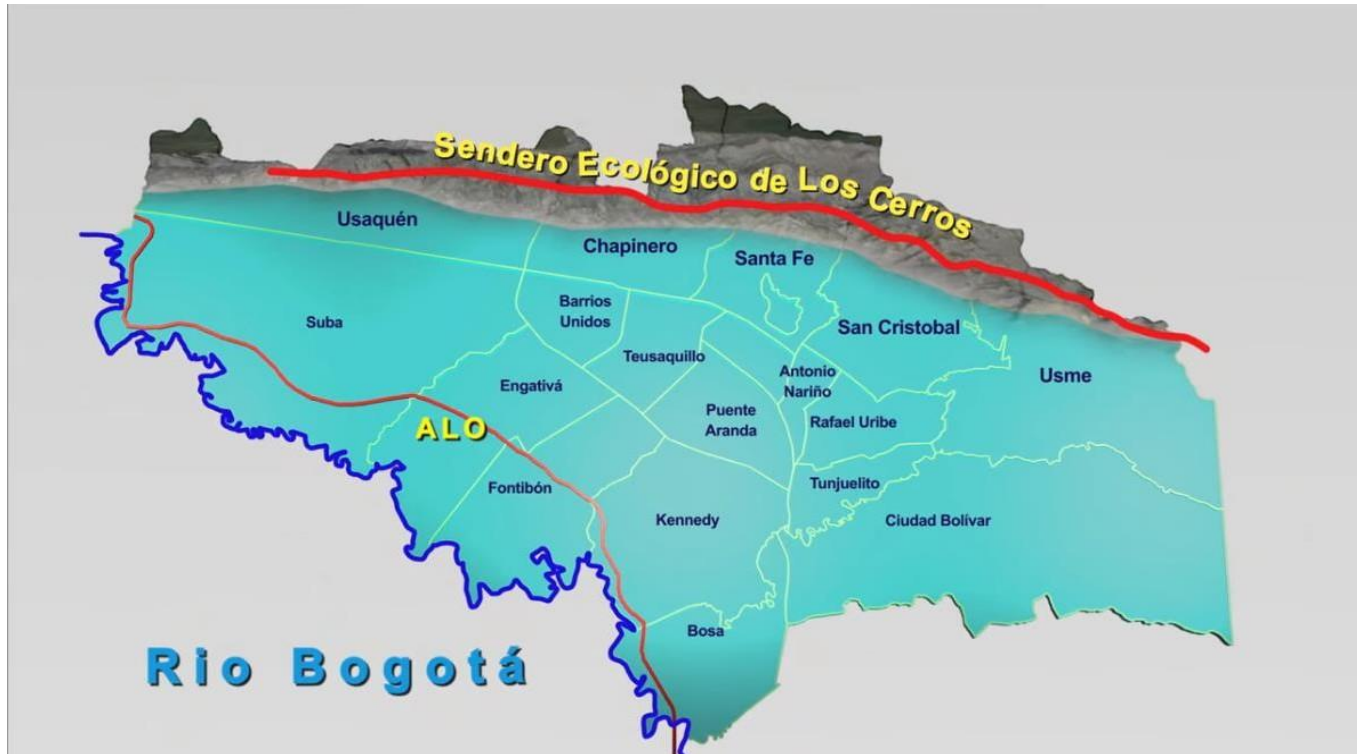 Sendero Ecológico de Los Cerros
Usaquén
Chapinero
Santa Fe
Barrios
Unidos
Suba
San Cristobal
Teusaquillo
Antonio
Nariño
Usme
Engativá
Puente
Aranda
Rafael Uribe
ALO
Fontibón
Tunjuelito
Kennedy
Ciudad Bolívar
Bosa
Rio Bogotá